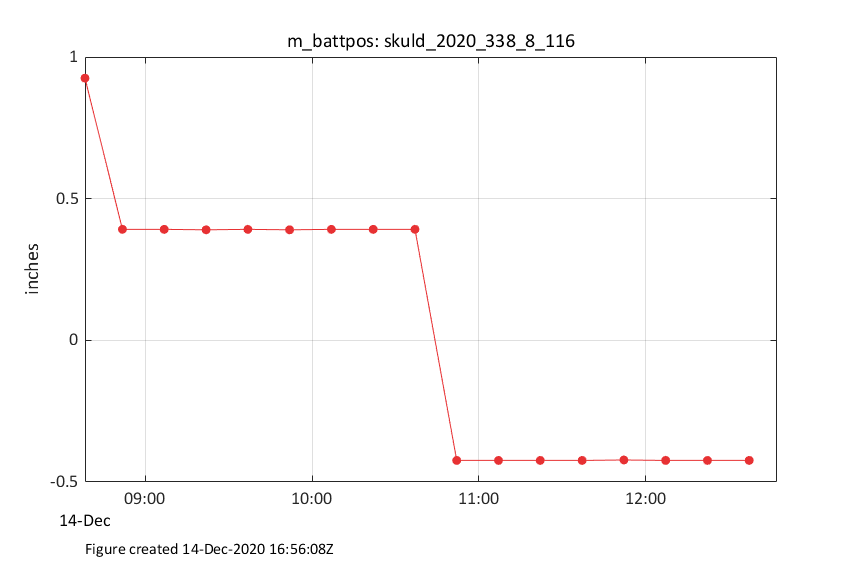 m_battpos: skuld_2020_338_8_116
1
0.5
0
-0.5
inches
09:00 10:00 11:00 12:00
14-Dec
Figure created 14-Dec-2020 16:56:08Z